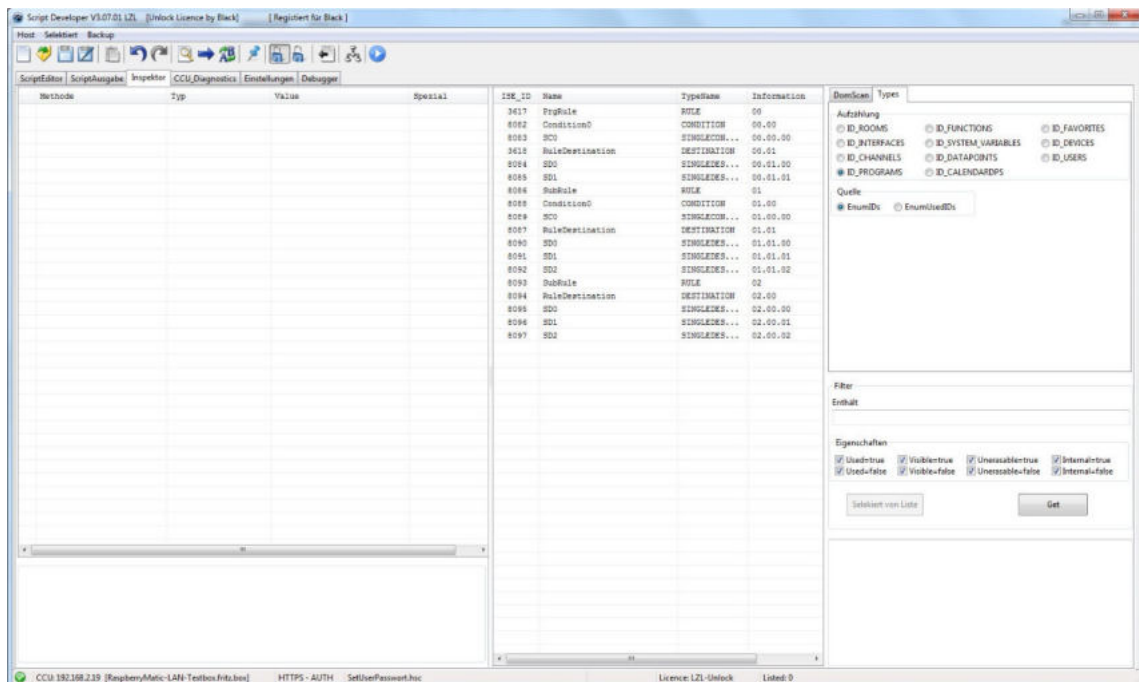 Script Developer V3.07.01 LZL [Unlock Licence by Black] [Registiert für Black ]
Host Selektiert Backup
ScriptEditor ScriptAusgabe Inspektor CCU_Diagnostics Einstellungen Debugger
Methode Typ Value Spezial
ISE_ID Name TypeName Information
3617 PrgRule RULE 00
8082 Condition0 CONDITION 00.00
8083 SC0 SINGLECON... 00.00.00
3618 RuleDestination DESTINATION 00.01
8084 SD0 SINGLEDES... 00.01.00
8085 SD1 SINGLEDES... 00.01.01
8086 SubRule RULE 01
8088 Condition0 CONDITION 01.00
8089 SC0 SINGLECON... 01.00.00
8087 RuleDestination DESTINATION 01.01
8090 SD0 SINGLEDES... 01.01.00
8091 SD1 SINGLEDES... 01.01.01
8092 SD2 SINGLEDES... 01.01.02
8093 SubRule RULE 02
8094 RuleDestination DESTINATION 02.00
8095 SD0 SINGLEDES... 02.00.00
8096 SD1 SINGLEDES... 02.00.01
8097 SD2 SINGLEDES... 02.00.02
DomScan Types
Aufzählung
ID_ROOMS ID_FUNCTIONS ID_FAVORITES
ID_INTERFACES ID_SYSTEM_VARIABLES ID_DEVICES
ID_CHANNELS ID_DATAPOINTS ID_USERS
ID_PROGRAMS ID_CALENDARDPS
Quelle
EnumIDs EnumUsedIDs
Filter
Enthält
Eigenschaften
Used=true Visible=true Unerasable=true Internal=true
Used=false Visible=false Unerasable=false Internal=false
Selekiert von Liste Get
CCU: 192.168.2.19 [RaspberryMatic-LAN-Testbox.fritz.box] HTTPS - AUTH SetUserPasswort.hsc Licence: LZL-Unlock Listed: 0